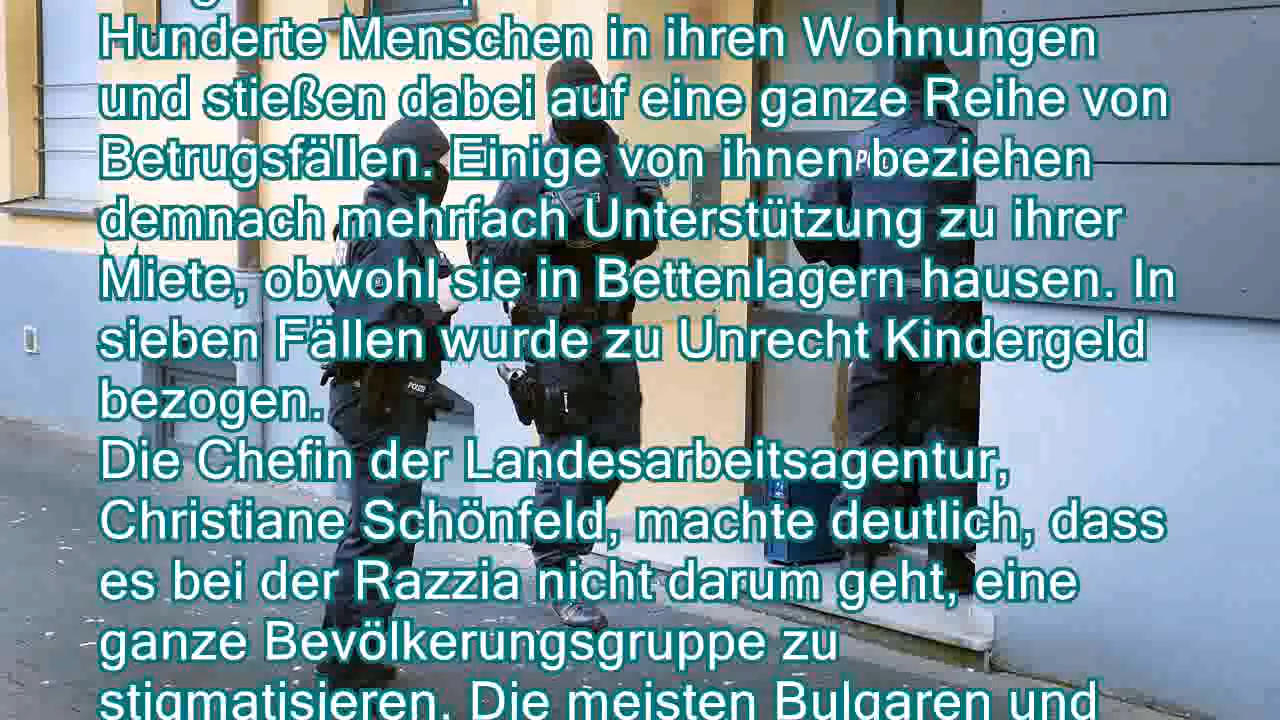 Hunderte Menschen in ihren Wohnungen
und stießen dabei auf eine ganze Reihe von
Betrugsfällen. Einige von ihnen beziehen
demnach mehrfach Unterstützung zu ihrer
Miete, obwohl sie in Bettenlagern hausen. In
sieben Fällen wurde zu Unrecht Kindergeld
bezogen.
Die Chefin der Landesarbeitsagentur,
Christiane Schönfeld, machte deutlich, dass
es bei der Razzia nicht darum geht, eine
ganze Bevölkerungsgruppe zu
stigmatisieren. Die meisten Bulgaren und
POLIZEI